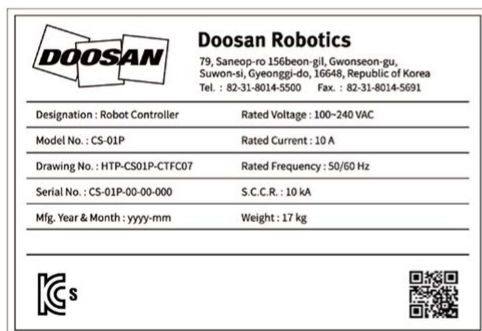 DOOSAN
Doosan Robotics
79, Saneop-ro 156beon-gil, Gwonseon-gu,
Suwon-si, Gyeonggi-do, 16648, Republic of Korea
Tel. : 82-31-8014-5500 Fax. : 82-31-8014-5691
Designation : Robot Controller Rated Voltage : 100~240 VAC
Model No. : CS-01P Rated Current : 10 A
Drawing No. : HTP-CS01P-CTFC07 Rated Frequency : 50/60 Hz
Serial No. : CS-01P-00-00-000 S.C.C.R. : 10 kA
Mfg. Year & Month : yyyy-mm Weight : 17 kg
KCs